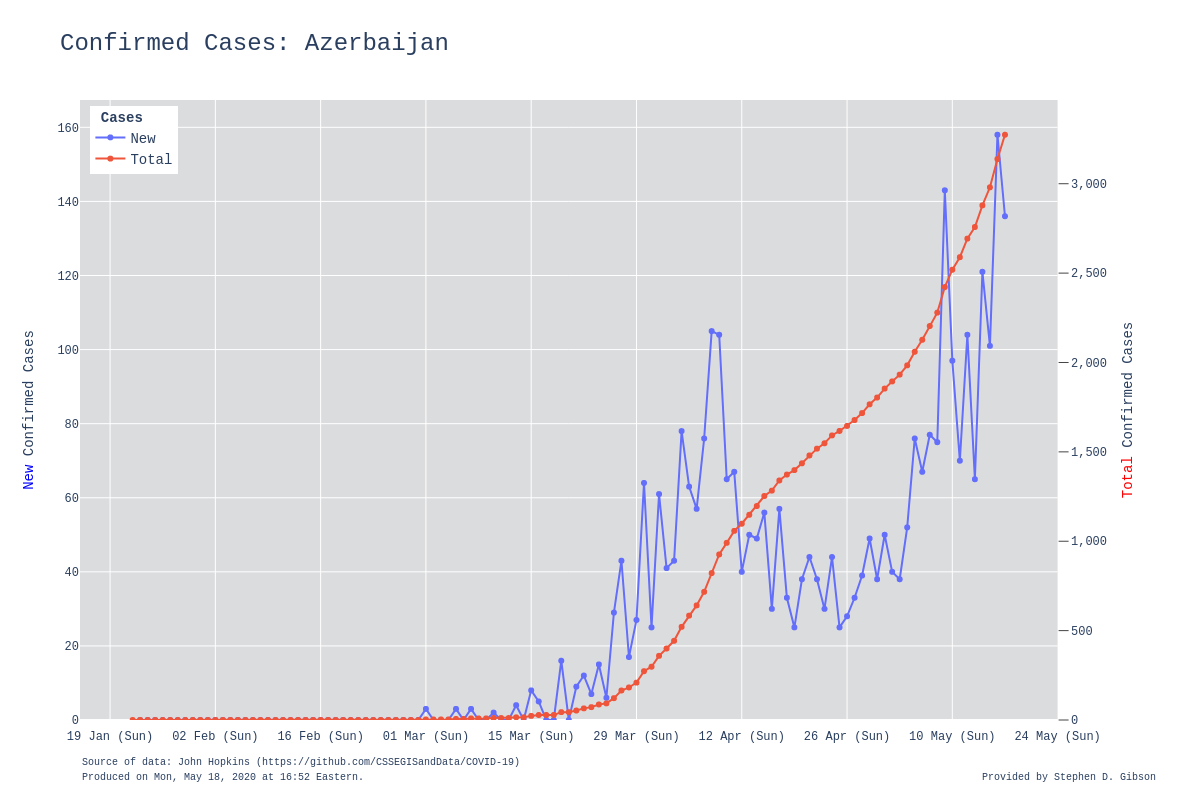 Confirmed Cases: Azerbaijan
Cases
New
Total
160
140
120
100
80
60
40
20
0
3,000
2,500
2,000
1,500
1,000
500
0
New Confirmed Cases
Total Confirmed Cases
19 Jan (Sun) 02 Feb (Sun) 16 Feb (Sun) 01 Mar (Sun) 15 Mar (Sun) 29 Mar (Sun) 12 Apr (Sun) 26 Apr (Sun) 10 May (Sun) 24 May (Sun)
Source of data: John Hopkins (https://github.com/CSSEGISandData/COVID-19)
Produced on Mon, May 18, 2020 at 16:52 Eastern.
Provided by Stephen D. Gibson